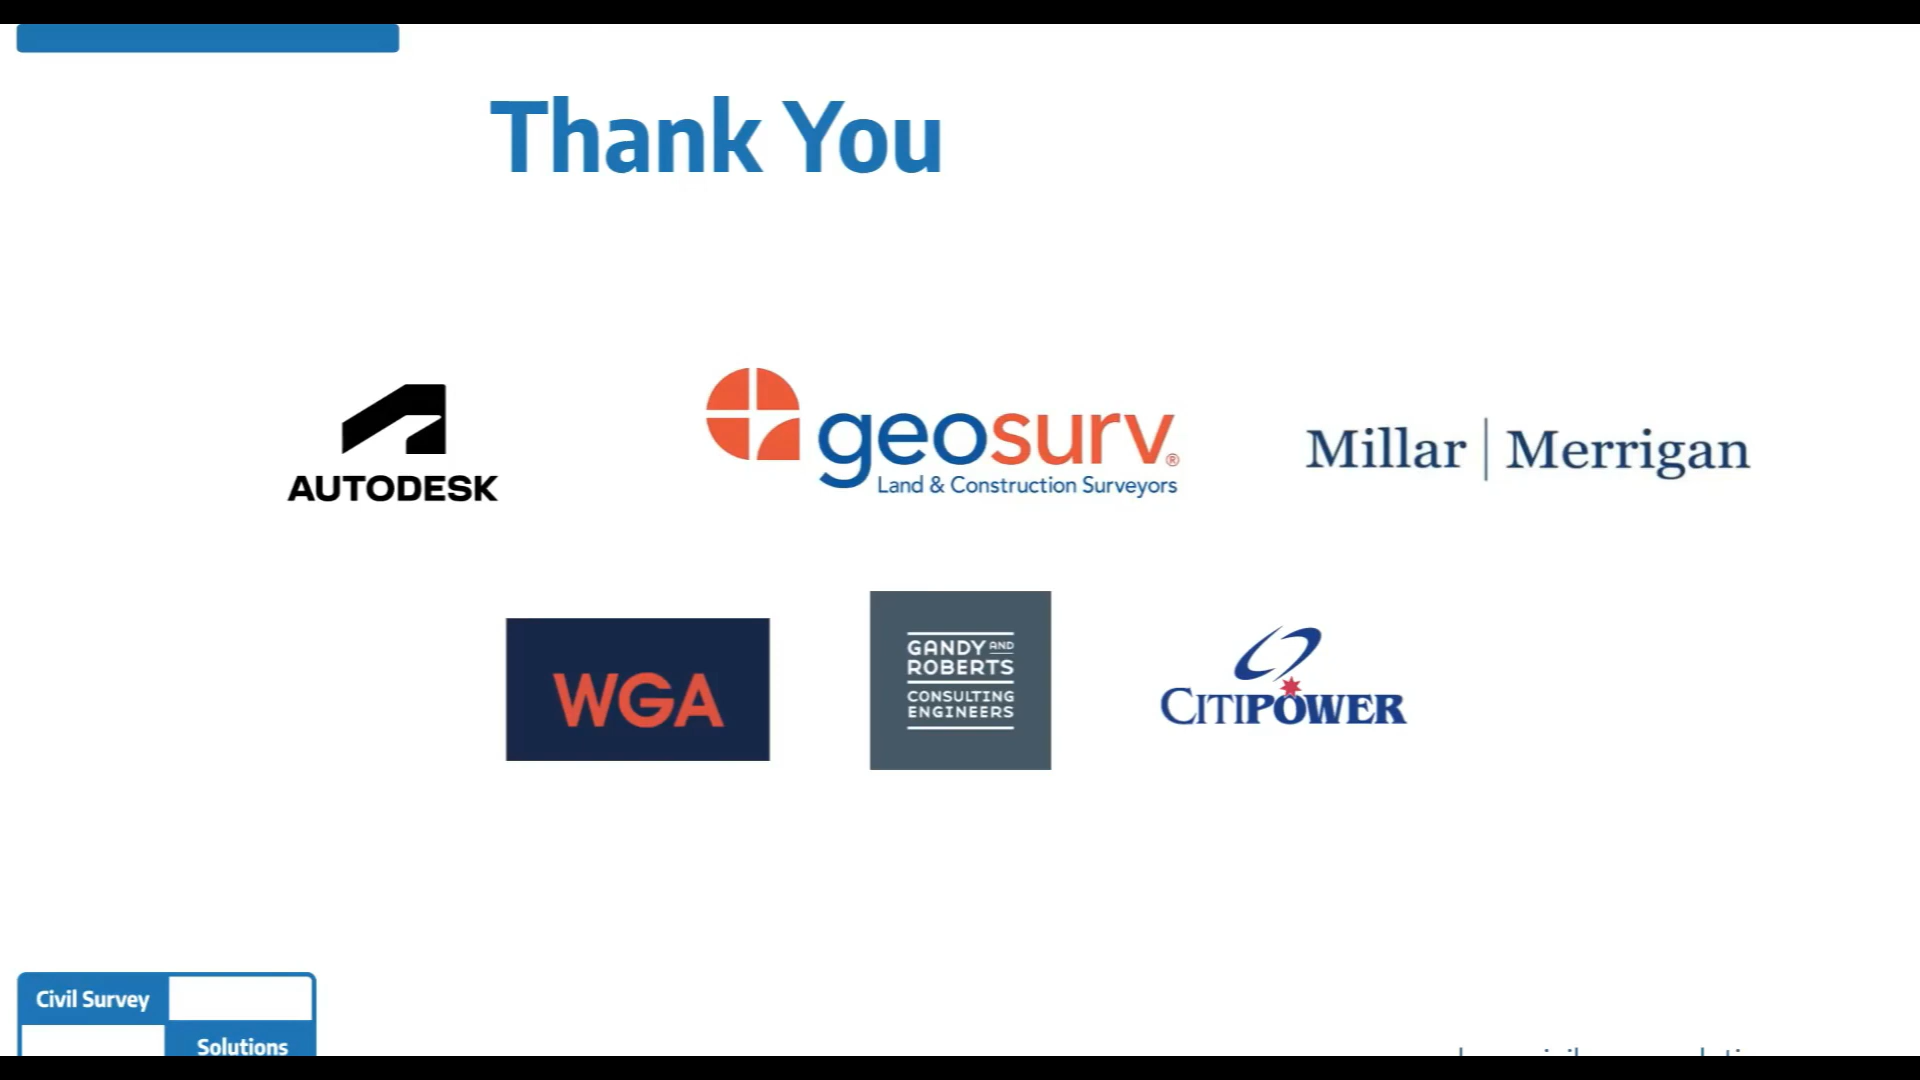 Thank You
AUTODESK
geosurv®
Land & Construction Surveyors
Millar | Merrigan
WGA
GANDY AND
ROBERTS
CONSULTING
ENGINEERS
CITIPOWER
Civil Survey
Solutions